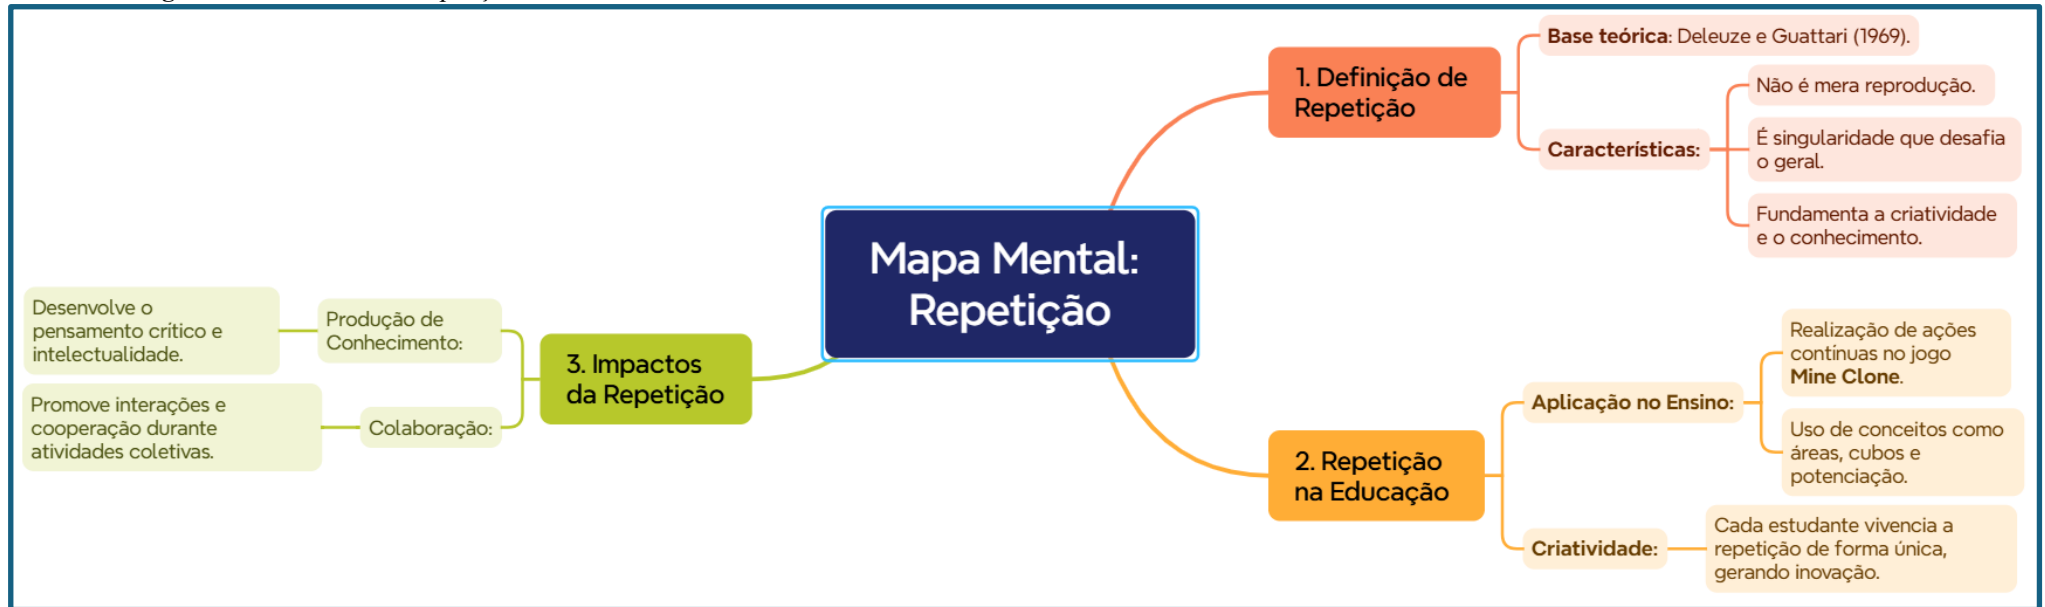 Mapa Mental:
Repetição
1. Definição de
Repetição
Base teórica: Deleuze e Guattari (1969).
Características:
Não é mera reprodução.
É singularidade que desafia
o geral.
Fundamenta a criatividade
e o conhecimento.
2. Repetição
na Educação
Aplicação no Ensino:
Realização de ações
contínuas no jogo
Mine Clone.
Uso de conceitos como
áreas, cubos e
potenciação.
Criatividade:
Cada estudante vivencia a
repetição de forma única,
gerando inovação.
3. Impactos
da Repetição
Produção de
Conhecimento:
Desenvolve o
pensamento crítico e
intelectualidade.
Colaboração:
Promove interações e
cooperação durante
atividades coletivas.